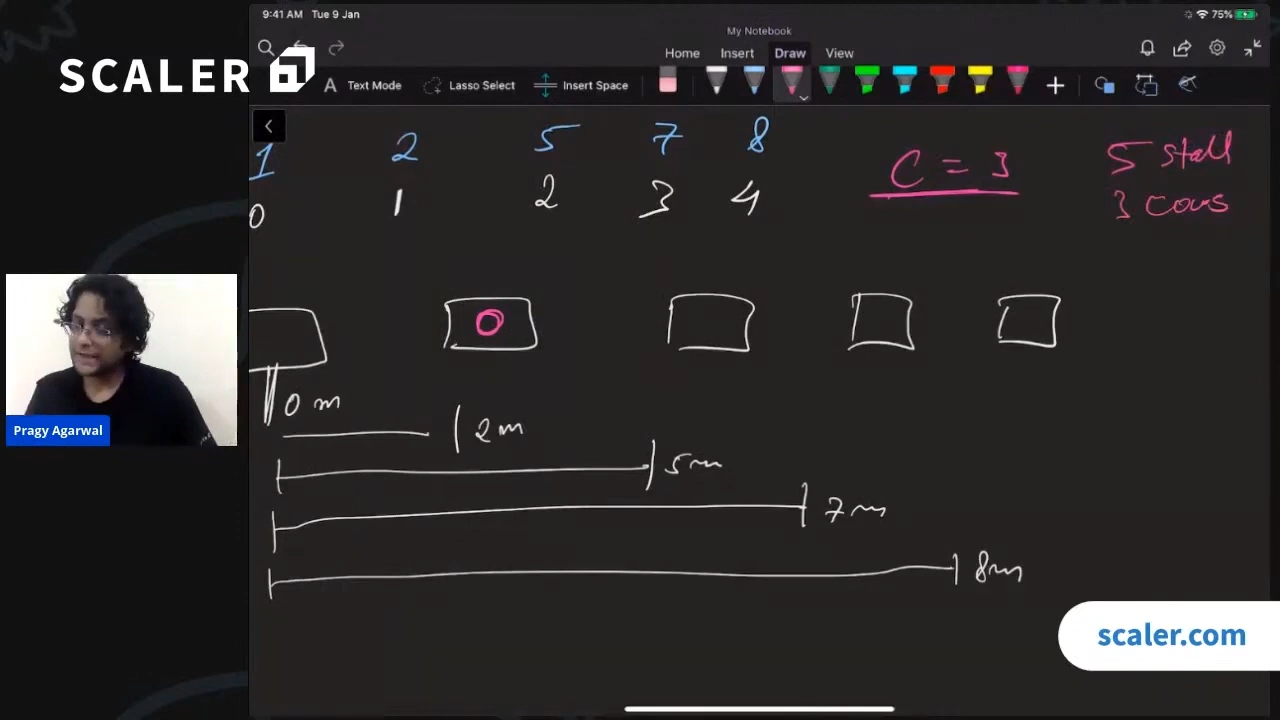 9:41 AM Tue 9 Jan
75%
My Notebook
SCALER
Home Insert Draw View
Text Mode Lasso Select Insert Space
1 2 5 7 8
C = 3
5 stall
0 1 2 3 4
3 cows
0
Pragy Agarwal
0 m
2m
5m
7m
8m
scaler.com